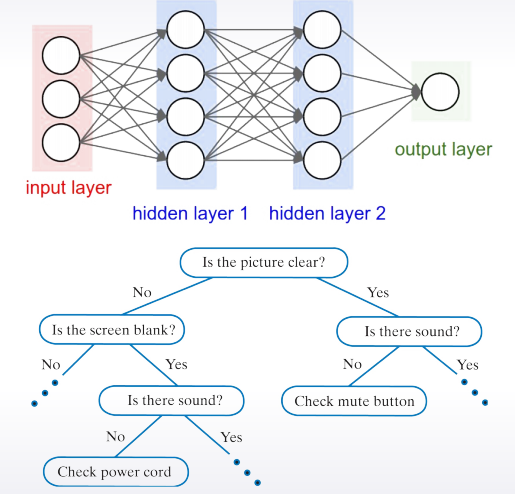 input layer
hidden layer 1
hidden layer 2
output layer
Is the picture clear?
No
Yes
Is the screen blank?
Is there sound?
No
Yes
No
Yes
Is there sound?
Check mute button
No
Yes
Check power cord